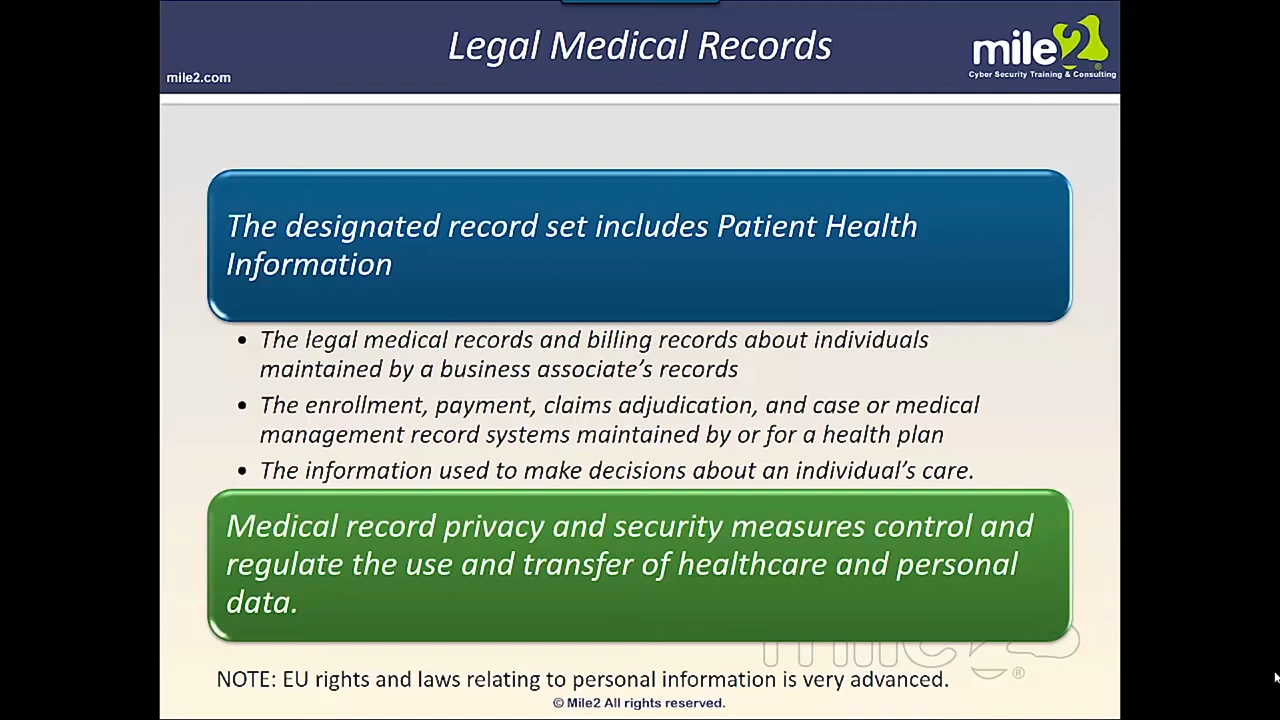 Legal Medical Records
mile2
mile2.com
Cyber Security Training & Consulting
The designated record set includes Patient Health
Information
• The legal medical records and billing records about individuals
maintained by a business associate’s records
• The enrollment, payment, claims adjudication, and case or medical
management record systems maintained by or for a health plan
• The information used to make decisions about an individual’s care.
Medical record privacy and security measures control and
regulate the use and transfer of healthcare and personal
data.
mile2®
NOTE: EU rights and laws relating to personal information is very advanced.
© Mile2 All rights reserved.